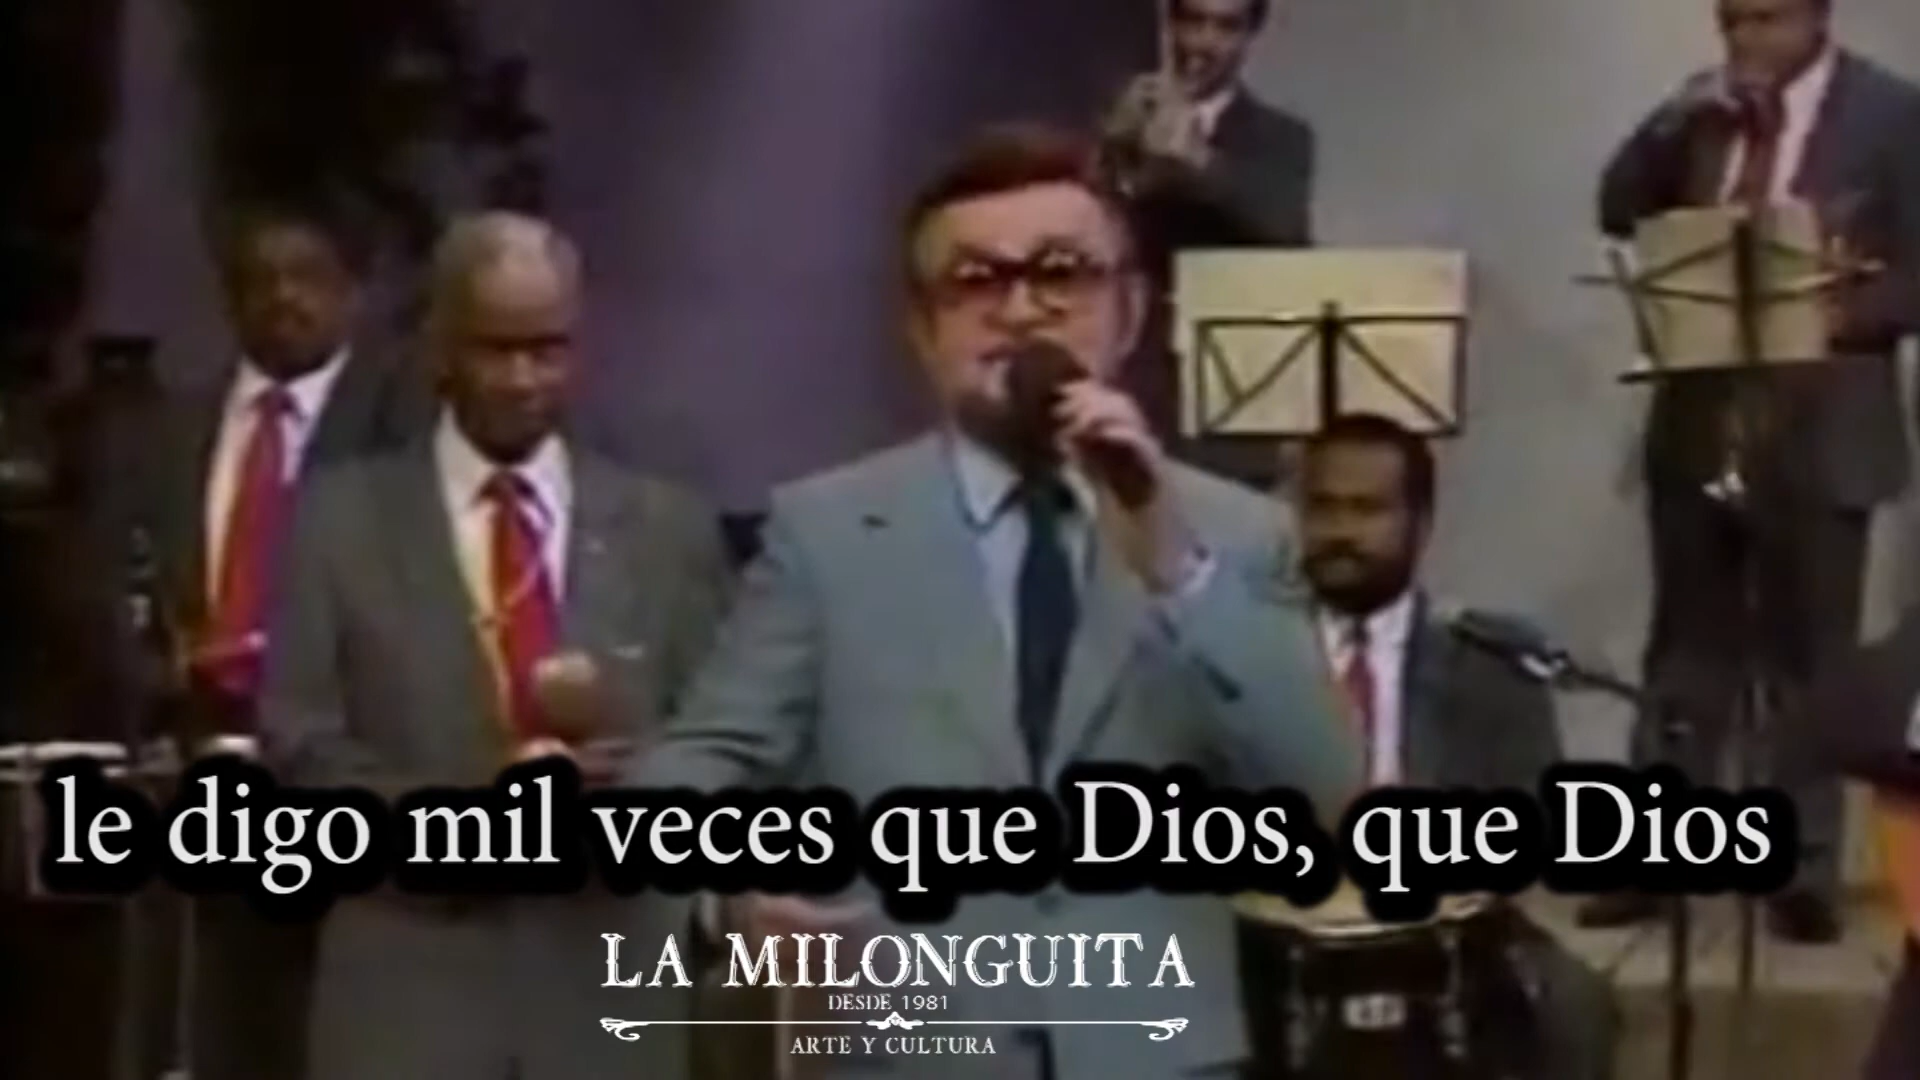 le digo mil veces que Dios, que Dios
LA MILONGUITA
DESDE 1981
ARTE Y CULTURA